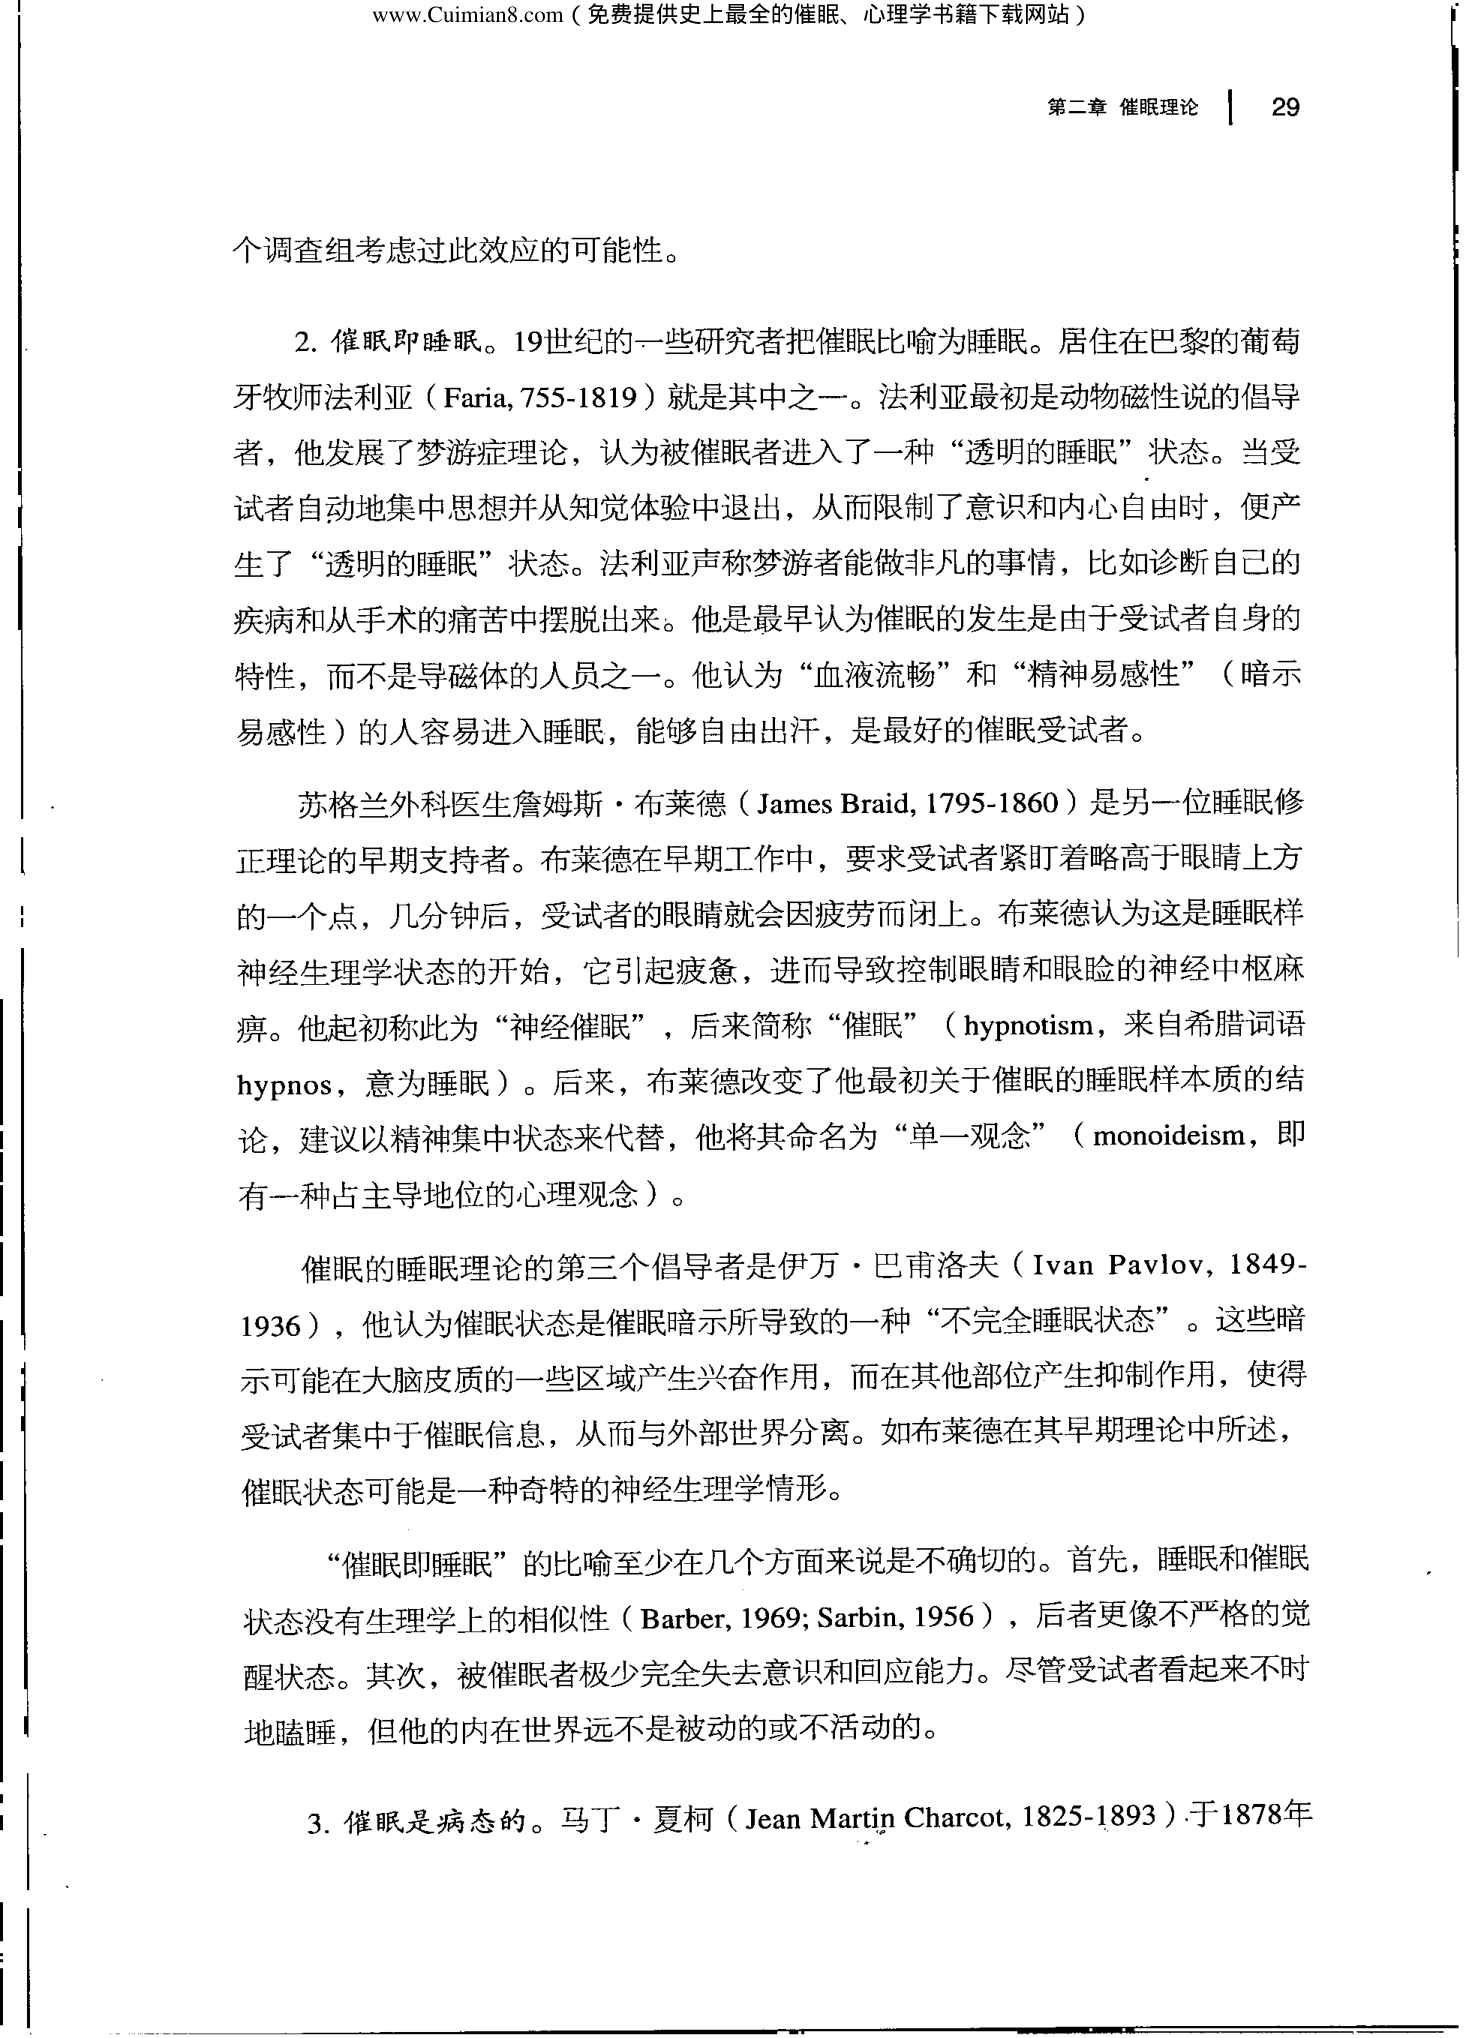 www.Cuimian8.com（免费提供史上最全的催眠、心理学书籍下载网站）
第二章 催眠理论 | 29
个调查组考虑过此效应的可能性。
2. 催眠即睡眠。19世纪的一些研究者把催眠比喻为睡眠。居住在巴黎的葡萄
牙牧师法利亚（Faria, 755-1819）就是其中之一。法利亚最初是动物磁性说的倡导
者，他发展了梦游症理论，认为被催眠者进入了一种“透明的睡眠”状态。当受
试者自动地集中思想并从知觉体验中退出，从而限制了意识和内心自由时，便产
生了“透明的睡眠”状态。法利亚声称梦游者能做非凡的事情，比如诊断自己的
疾病和从手术的痛苦中摆脱出来。他是最早认为催眠的发生是由于受试者自身的
特性，而不是导磁体的人员之一。他认为“血液流畅”和“精神易感性”（暗示
易感性）的人容易进入睡眠，能够自由出汗，是最好的催眠受试者。
苏格兰外科医生詹姆斯·布莱德（James Braid, 1795-1860）是另一位睡眠修
正理论的早期支持者。布莱德在早期工作中，要求受试者紧盯着略高于眼睛上方
的一个点，几分钟后，受试者的眼睛就会因疲劳而闭上。布莱德认为这是睡眠样
神经生理学状态的开始，它引起疲惫，进而导致控制眼睛和眼睑的神经中枢麻
痹。他起初称此为“神经催眠”，后来简称“催眠”（hypnotism，来自希腊词语
hypnos，意为睡眠）。后来，布莱德改变了他最初关于催眠的睡眠样本质的结
论，建议以精神集中状态来代替，他将其命名为“单一观念”（monoideism，即
有一种占主导地位的心理观念）。
催眠的睡眠理论的第三个倡导者是伊万·巴甫洛夫（Ivan Pavlov, 1849-
1936），他认为催眠状态是催眠暗示所导致的一种“不完全睡眠状态”。这些暗
示可能在大脑皮质的一些区域产生兴奋作用，而在其他部位产生抑制作用，使得
受试者集中于催眠信息，从而与外部世界分离。如布莱德在其早期理论中所述，
催眠状态可能是一种奇特的神经生理学情形。
“催眠即睡眠”的比喻至少在几个方面来说是不确切的。首先，睡眠和催眠
状态没有生理学上的相似性（Barber, 1969; Sarbin, 1956），后者更像不严格的觉
醒状态。其次，被催眠者极少完全失去意识和回应能力。尽管受试者看起来不时
地瞌睡，但他的内在世界远不是被动的或不活动的。
3. 催眠是病态的。马丁·夏柯（Jean Martin Charcot, 1825-1893）于1878年